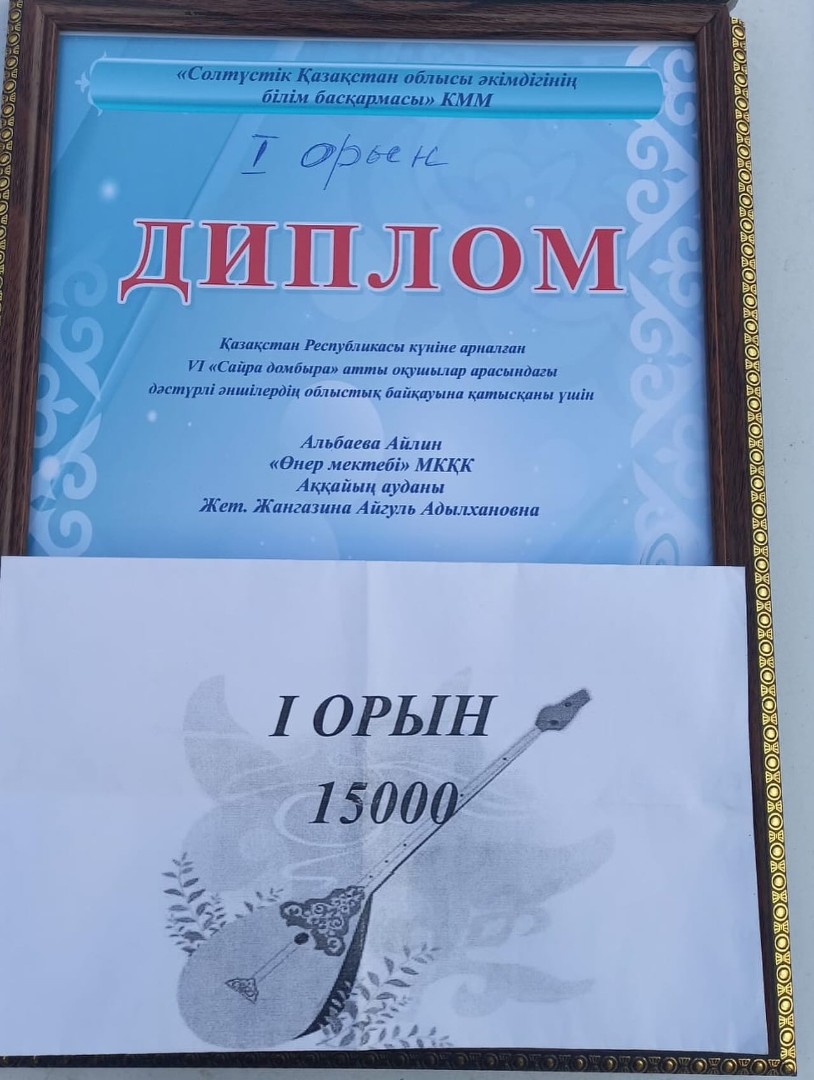 «Солтүстік Қазақстан облысы әкімдігінің
білім басқармасы» КММ
I орын
ДИПЛОМ
Қазақстан Республикасы күніне арналған
VI «Сайра домбыра» атты оқушылар арасындағы
дәстүрлі әншілердің облыстық байқауына қатысқаны үшін
Альбаева Айлин
«Өнер мектебі» МКҚК
Аққайың ауданы
Жет. Жангазина Айгуль Адылхановна
I ОРЫН
15000